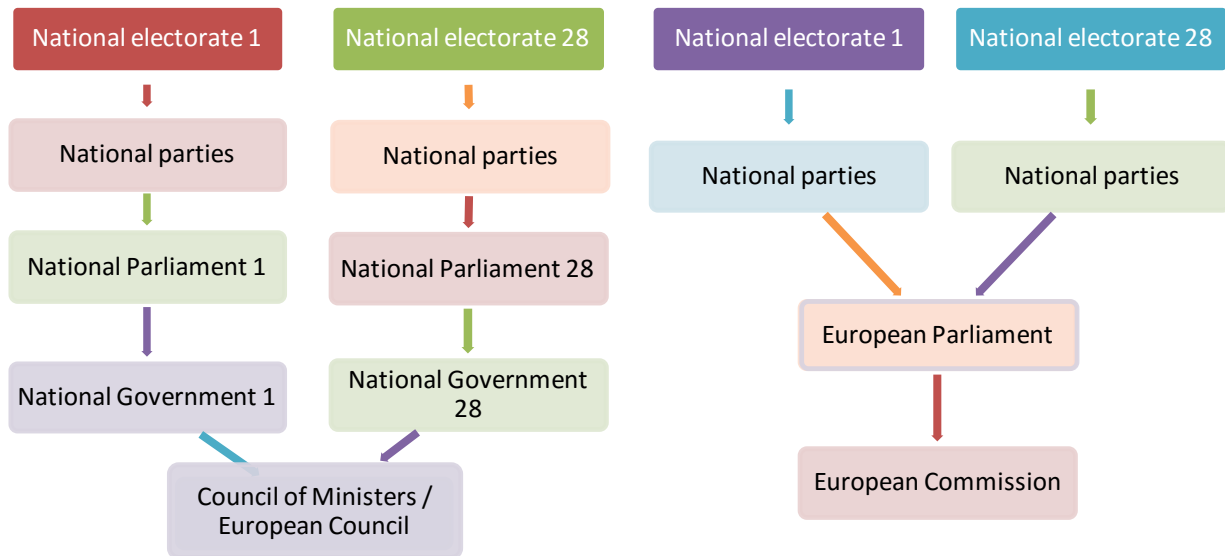 National electorate 1
National electorate 28
National parties
National parties
National Parliament 1
National Parliament 28
National Government 1
National Government
28
Council of Ministers /
European Council
National electorate 1
National electorate 28
National parties
National parties
European Parliament
European Commission